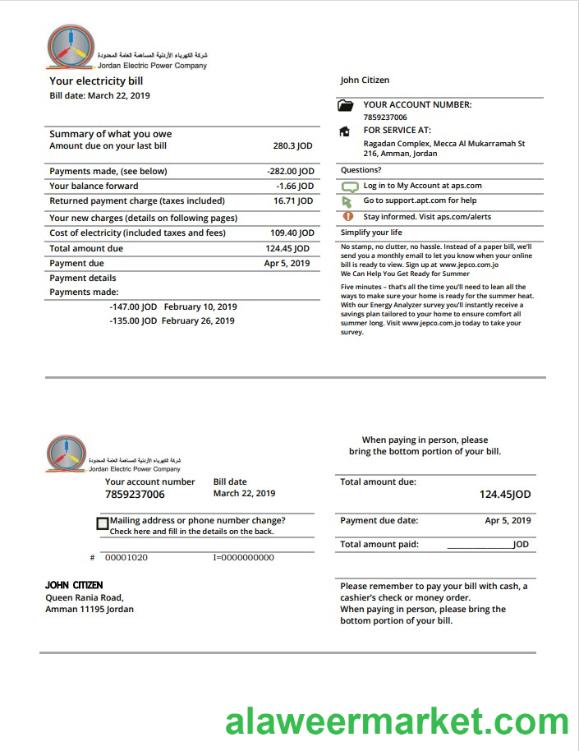 شركة الكهرباء الأردنية المساهمة العامة المحدودة
Jordan Electric Power Company
Your electricity bill
Bill date: March 22, 2019
Summary of what you owe
Amount due on your last bill 280.3 JOD
Payments made, (see below) -282.00 JOD
Your balance forward -1.66 JOD
Returned payment charge (taxes included) 16.71 JOD
Your new charges (details on following pages)
Cost of electricity (included taxes and fees) 109.40 JOD
Total amount due 124.45 JOD
Payment due Apr 5, 2019
Payment details
Payments made:
-147.00 JOD February 10, 2019
-135.00 JOD February 26, 2019
John Citizen
YOUR ACCOUNT NUMBER:
7859237006
FOR SERVICE AT:
Ragadan Complex, Mecca Al Mukarramah St
216, Amman, Jordan
Questions?
Log in to My Account at aps.com
Go to support.apt.com for help
Stay informed. Visit aps.com/alerts
Simplify your life
No stamp, no clutter, no hassle. Instead of a paper bill, we'll
send you a monthly email to let you know when your online
bill is ready to view. Sign up at www.jepco.com.jo
We Can Help You Get Ready for Summer
Five minutes – that's all the time you'll need to lean all the
ways to make sure your home is ready for the summer heat.
With our Energy Analyzer survey you'll instantly receive a
savings plan tailored to your home to ensure comfort all
summer long. Visit www.jepco.com.jo today to take your
survey.
شركة الكهرباء الأردنية المساهمة العامة المحدودة
Jordan Electric Power Company
Your account number Bill date
7859237006 March 22, 2019
Mailing address or phone number change?
Check here and fill in the details on the back.
# 00001020 I=0000000000
JOHN CITIZEN
Queen Rania Road,
Amman 11195 Jordan
When paying in person, please
bring the bottom portion of your bill.
Total amount due:
124.45JOD
Payment due date: Apr 5, 2019
Total amount paid: ______________JOD
Please remember to pay your bill with cash, a
cashier's check or money order.
When paying in person, please bring the
bottom portion of your bill.
alaweermarket.com